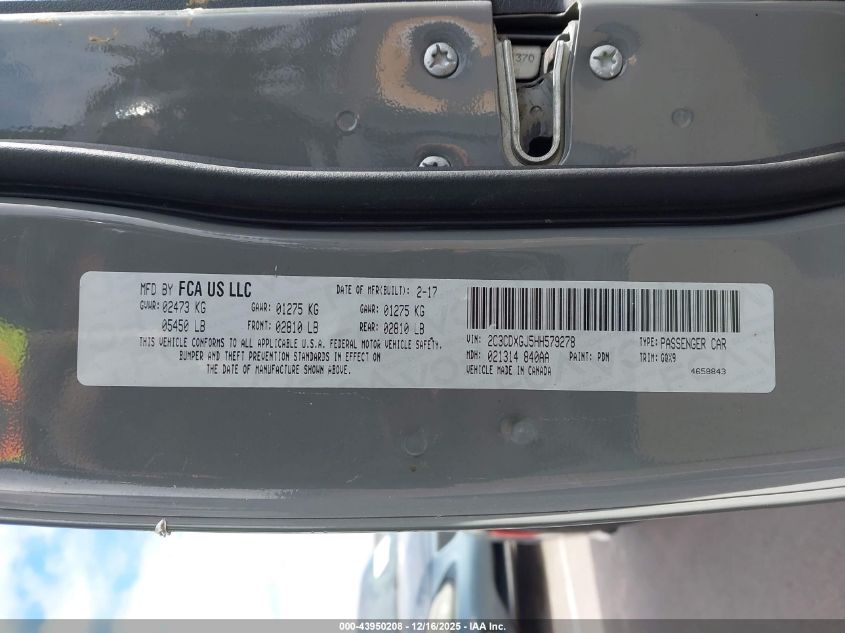 370
MFD BY FCA US LLC DATE OF MFR(BUILT): 2-17
GVWR: 02473 KG GAWR: 01275 KG GAWR: 01275 KG
05450 LB FRONT: 02810 LB REAR: 02810 LB
THIS VEHICLE CONFORMS TO ALL APPLICABLE U.S.A. FEDERAL MOTOR VEHICLE SAFETY,
BUMPER AND THEFT PREVENTION STANDARDS IN EFFECT ON
THE DATE OF MANUFACTURE SHOWN ABOVE.
VIN: 2C3CDXGJ5HH579278 TYPE: PASSENGER CAR
MDH: 021314 840AA PAINT: PDN TRIM: GQX9
VEHICLE MADE IN CANADA 4659843
000-43950208 - 12/16/2025 - IAA Inc.